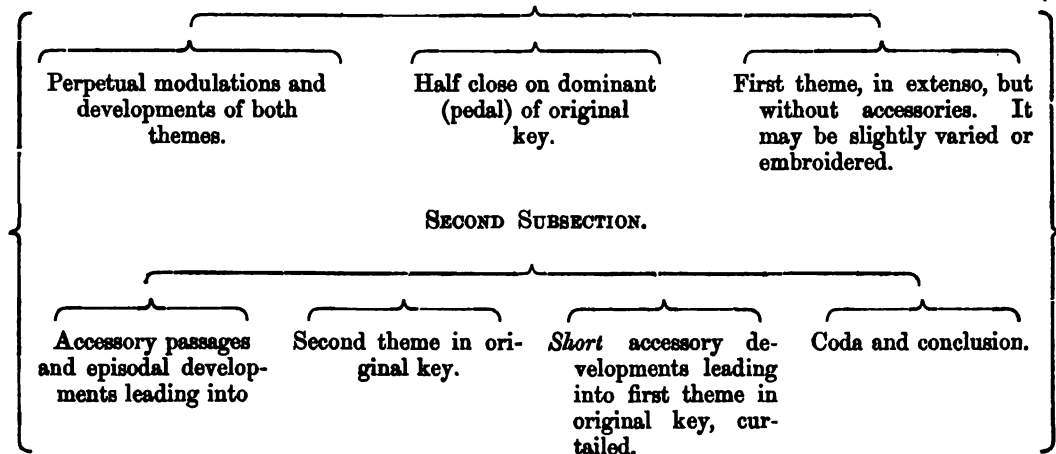 Perpetual modulations and
developments of both
themes.
Half close on dominant
(pedal) of original
key.
First theme, in extenso, but
without accessories. It
may be slightly varied or
embroidered.
SECOND SUBSECTION.
Accessory passages
and episodal develop-
ments leading into
Second theme in ori-
ginal key.
Short accessory de-
velopments leading
into first theme in
original key, cur-
tailed.
Coda and conclusion.